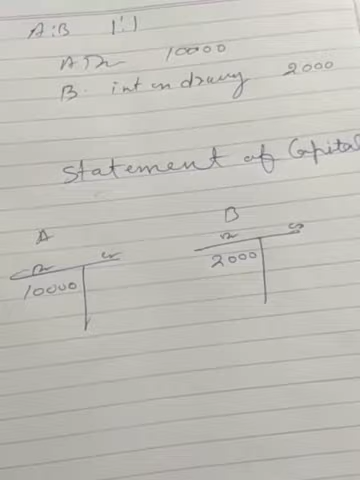 A:B 1:1
A Dr 10000
B. int on drawg 2000
Statement of Capital
A B
Dr Cr Dr Cr
10000 2000